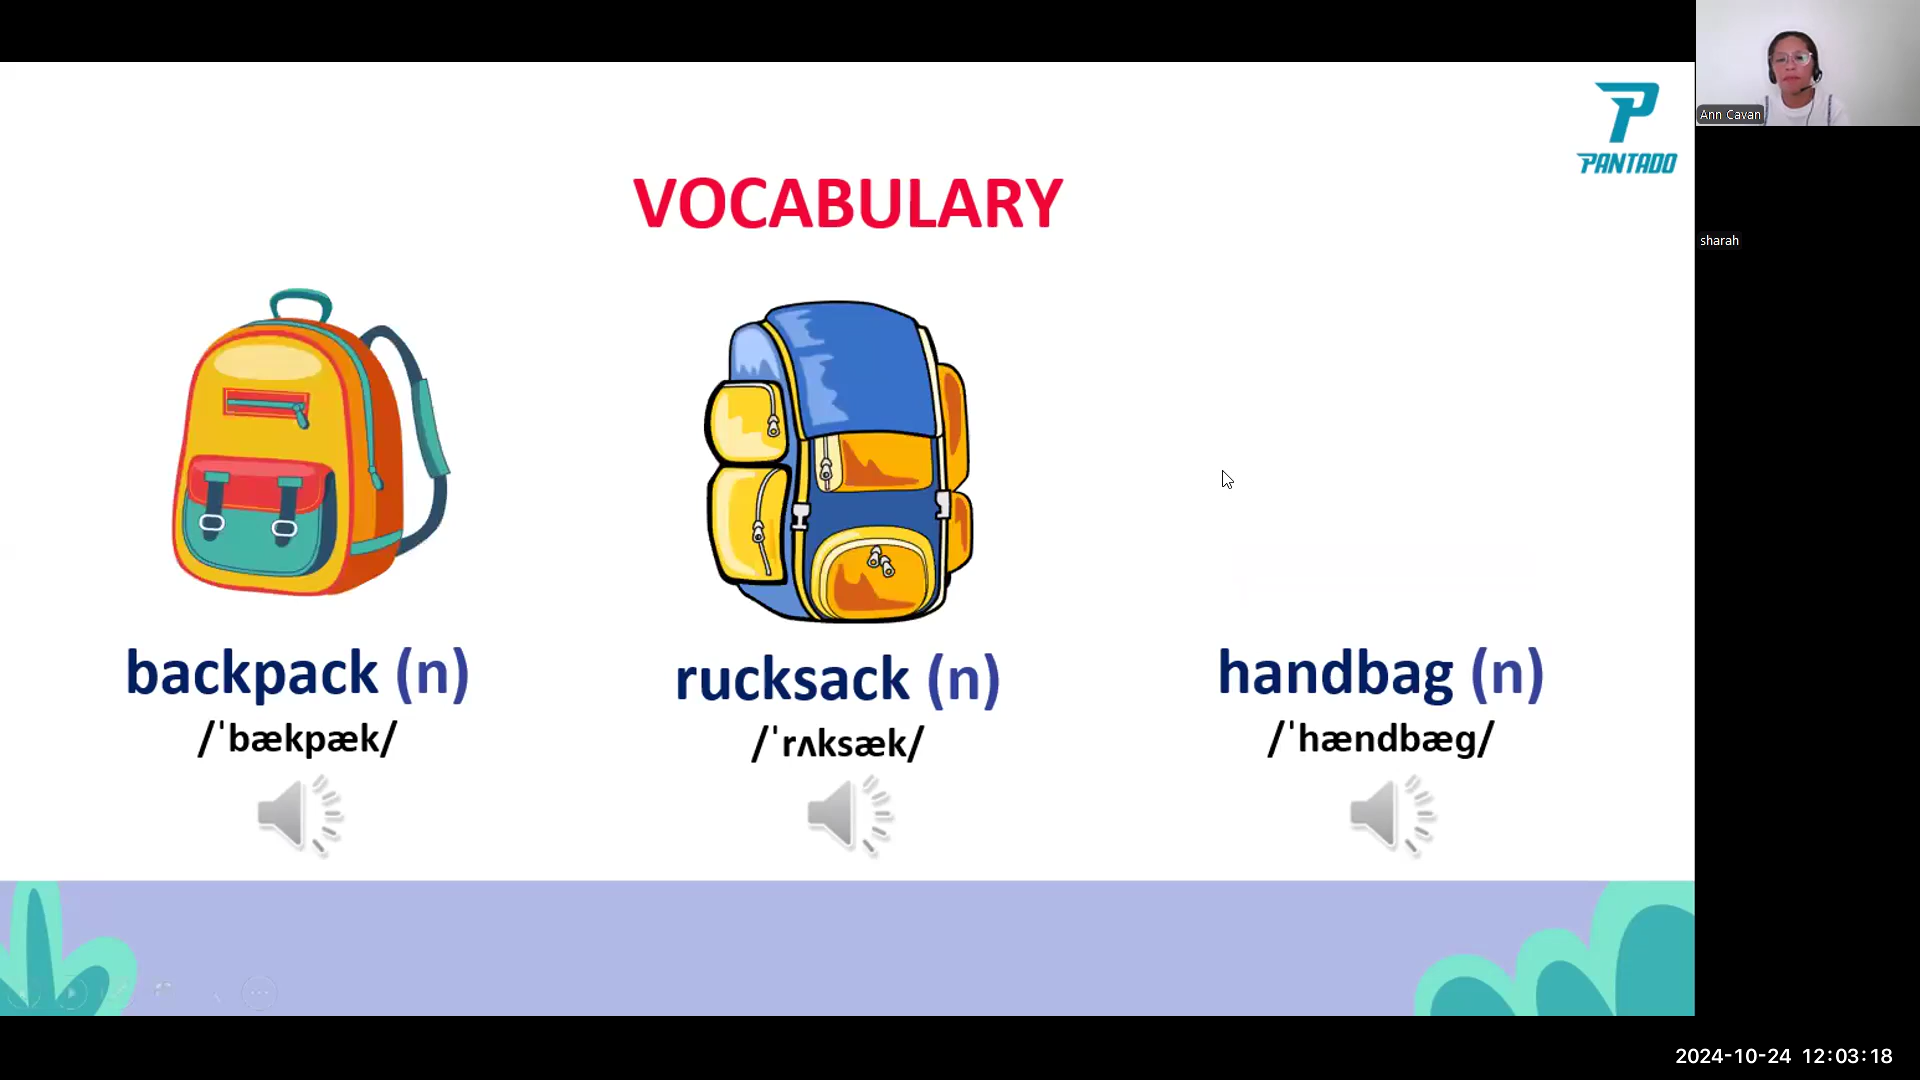 PANTADO
Ann Cavan
VOCABULARY
sharah
backpack (n)
rucksack (n)
handbag (n)
/ˈbækpæk/
/ˈrʌksæk/
/ˈhændbæg/
2024-10-24 12:03:18